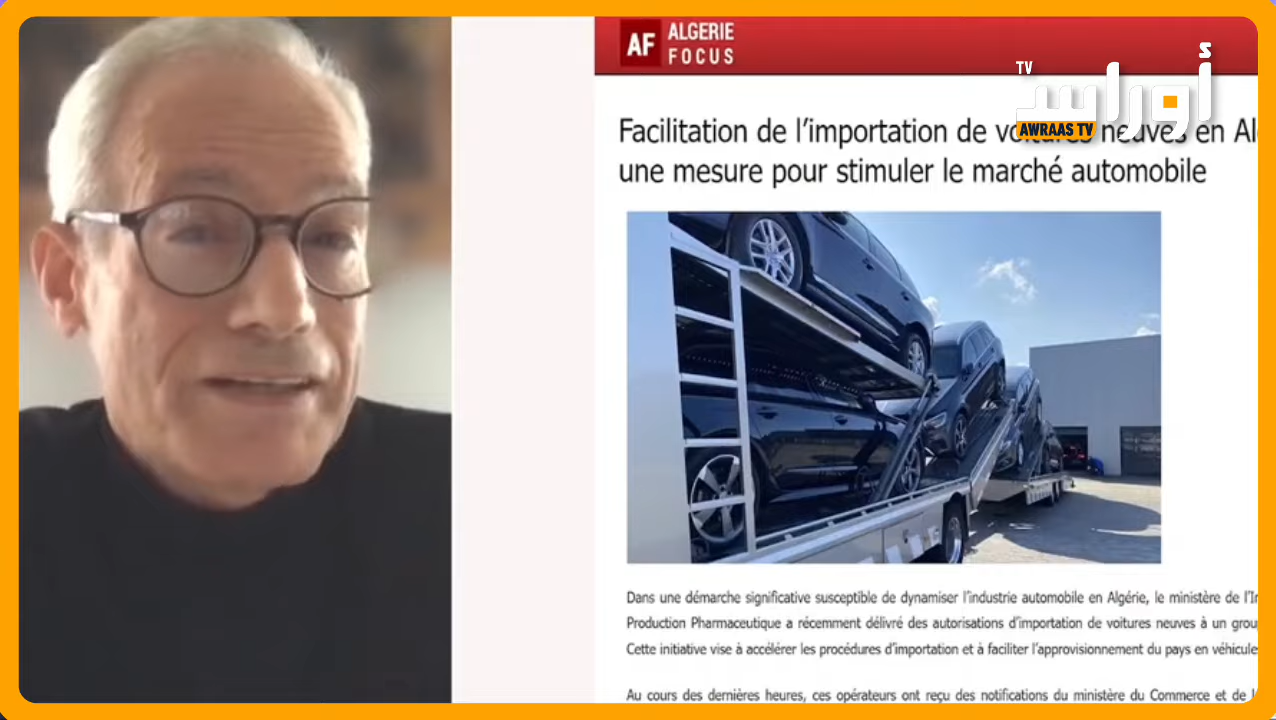 AF ALGERIE
FOCUS
TV
أوراس
AWRAAS TV
Facilitation de l'importation de voitures neuves en Al
une mesure pour stimuler le marché automobile
Dans une démarche significative susceptible de dynamiser l'industrie automobile en Algérie, le ministère de l'I
Production Pharmaceutique a récemment délivré des autorisations d'importation de voitures neuves à un grou
Cette initiative vise à accélérer les procédures d'importation et à faciliter l'approvisionnement du pays en véhicule
Au cours des dernières heures, ces opérateurs ont reçu des notifications du ministère du Commerce et de l